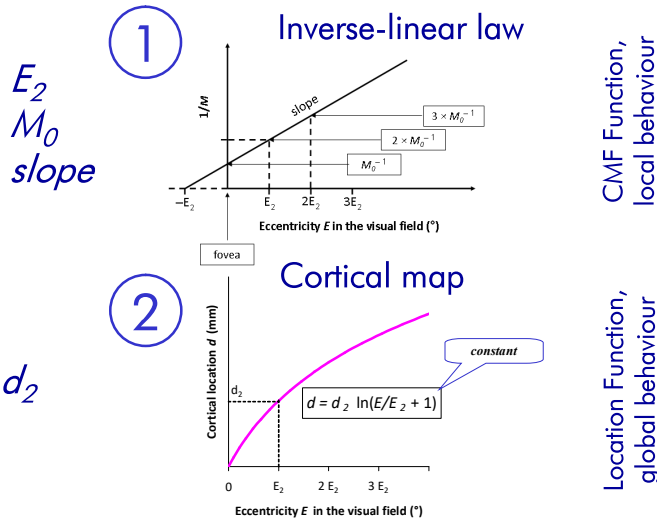 1
Inverse-linear law
E₂
M₀
slope
1/M
slope
3 × M₀⁻¹
2 × M₀⁻¹
M₀⁻¹
−E₂
E₂
2E₂
3E₂
Eccentricity E in the visual field (°)
fovea
CMF Function,
local behaviour
2
Cortical map
d₂
Cortical location d (mm)
d₂
constant
d = d₂ ln(E/E₂ + 1)
0
E₂
2 E₂
3 E₂
Eccentricity E in the visual field (°)
Location Function,
global behaviour